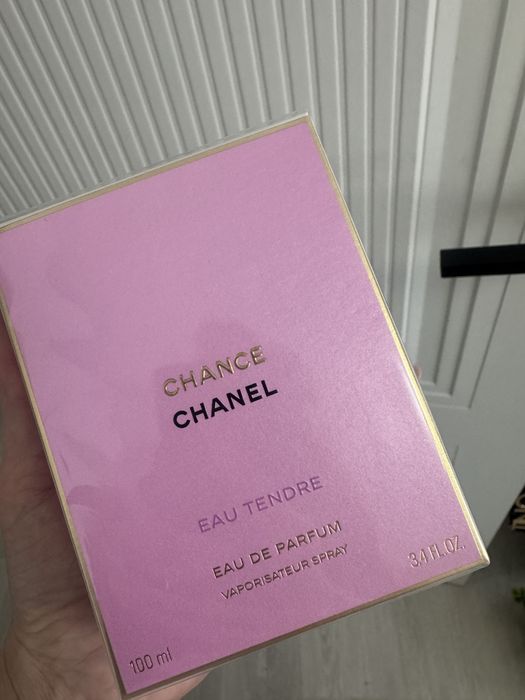 CHANCE
CHANEL
EAU TENDRE
EAU DE PARFUM
VAPORISATEUR SPRAY
100 ml
3.4 FL.OZ.